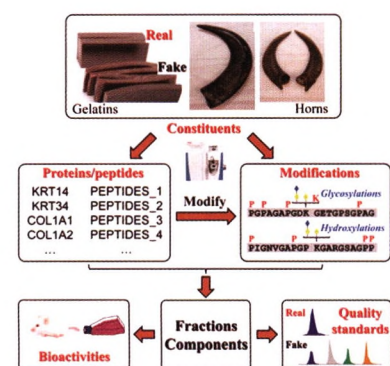 Real
Fake
Gelatins
Horns
Constituents
Proteins/peptides
KRT14 PEPTIDES_1
KRT34 PEPTIDES_2
COL1A1 PEPTIDES_3
COL1A2 PEPTIDES_4
... ...
Modify
Modifications
Glycosylations
P P P K P
PGPAGAPGDK GETGPSGPAG
Hydroxylations
P P P P
PIGNVGAPGP KGARGSAGPP
Bioactivities
Fractions
Components
Quality
standards
Real
Fake